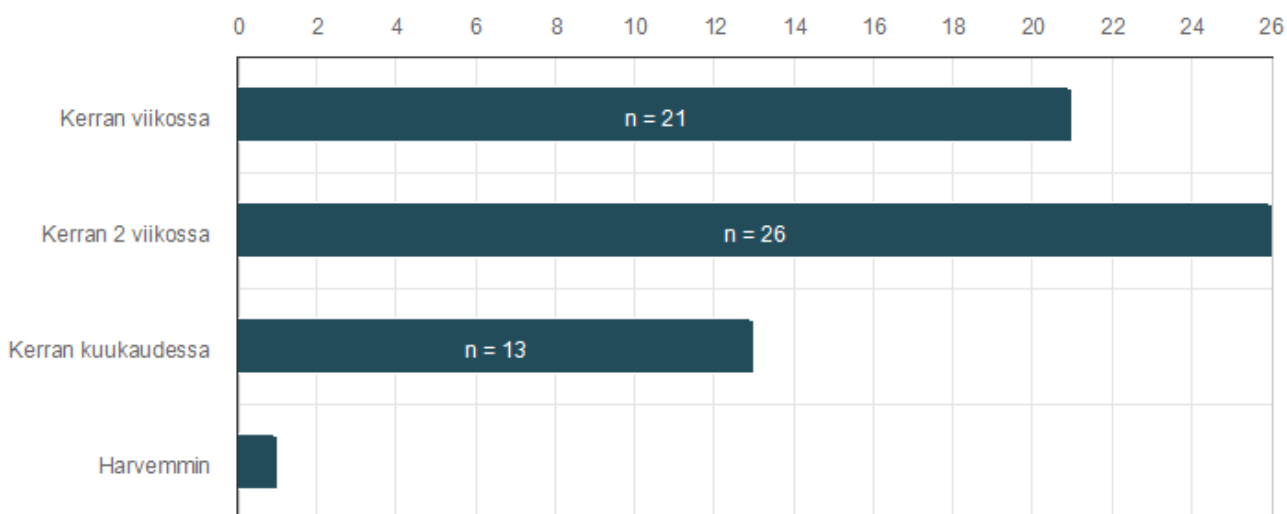 0 2 4 6 8 10 12 14 16 18 20 22 24 26
Kerran viikossa n = 21
Kerran 2 viikossa n = 26
Kerran kuukaudessa n = 13
Harvemmin